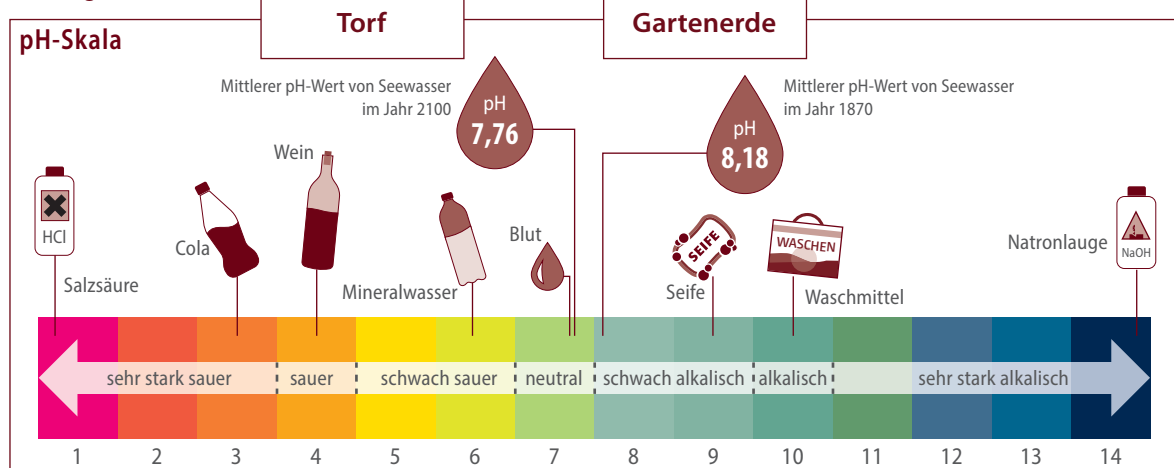 Torf
Gartenerde
pH-Skala
Mittlerer pH-Wert von Seewasser
im Jahr 2100
pH
7,76
Mittlerer pH-Wert von Seewasser
im Jahr 1870
pH
8,18
HCl
Salzsäure
Cola
Wein
Mineralwasser
Blut
SEIFE
Seife
WASCHEN
Waschmittel
Natronlauge
NaOH
sehr stark sauer
sauer
schwach sauer
neutral
schwach alkalisch
alkalisch
sehr stark alkalisch
1 2 3 4 5 6 7 8 9 10 11 12 13 14